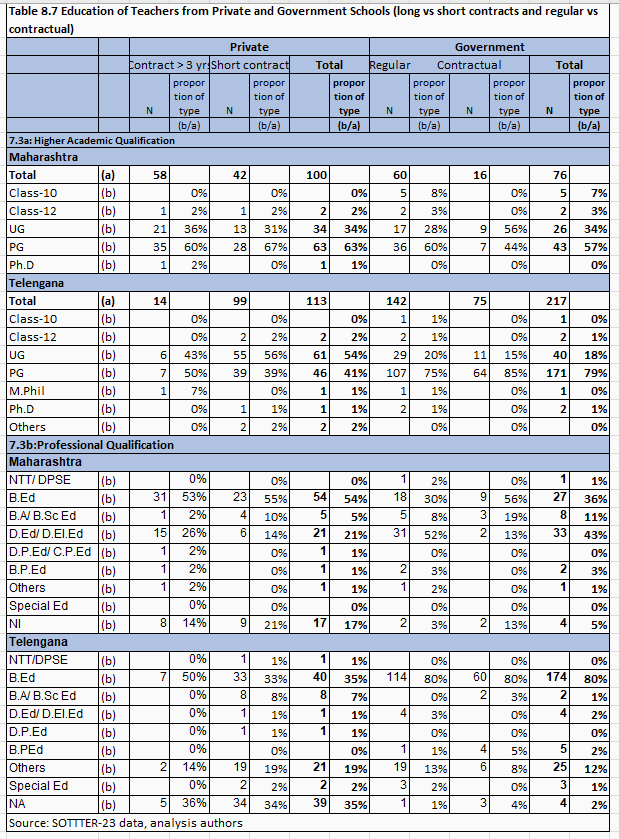 Table 8.7 Education of Teachers from Private and Government Schools (long vs short contracts and regular vs
contractual)
Private Government
Contract > 3 yrs Short contract Total Regular Contractual Total
N propor tion of type N propor tion of type propor tion of type N propor tion of type N propor tion of type N propor tion of type
(b/a) (b/a) (b/a) (b/a) (b/a) (b/a)
7.3a: Higher Academic Qualification
Maharashtra
Total (a) 58 42 100 60 16 76
Class-10 (b) 0% 0% 0% 5 8% 0% 5 7%
Class-12 (b) 1 2% 1 2% 2 2% 2 3% 0% 2 3%
UG (b) 21 36% 13 31% 34 34% 17 28% 9 56% 26 34%
PG (b) 35 60% 28 67% 63 63% 36 60% 7 44% 43 57%
Ph.D (b) 1 2% 0% 1 1% 0% 0% 0%
Telengana
Total (a) 14 99 113 142 75 217
Class-10 (b) 0% 0% 0% 1 1% 0% 1 0%
Class-12 (b) 0% 2 2% 2 2% 2 1% 0% 2 1%
UG (b) 6 43% 55 56% 61 54% 29 20% 11 15% 40 18%
PG (b) 7 50% 39 39% 46 41% 107 75% 64 85% 171 79%
M.Phil (b) 1 7% 0% 1 1% 1 1% 0% 1 0%
Ph.D (b) 0% 1 1% 1 1% 2 1% 0% 2 1%
Others (b) 0% 2 2% 2 2% 0% 0% 0%
7.3b:Professional Qualification
Maharashtra
NTT/ DPSE (b) 0% 0% 0% 1 2% 0% 1 1%
B.Ed (b) 31 53% 23 55% 54 54% 18 30% 9 56% 27 36%
B.A/ B.Sc Ed (b) 1 2% 4 10% 5 5% 5 8% 3 19% 8 11%
D.Ed/ D.El.Ed (b) 15 26% 6 14% 21 21% 31 52% 2 13% 33 43%
D.P.Ed/ C.P.Ed (b) 1 2% 0% 1 1% 0% 0% 0%
B.P.Ed (b) 1 2% 0% 1 1% 2 3% 0% 2 3%
Others (b) 1 2% 0% 1 1% 1 2% 0% 1 1%
Special Ed (b) 0% 0% 0% 0% 0% 0%
NI (b) 8 14% 9 21% 17 17% 2 3% 2 13% 4 5%
Telengana
NTT/DPSE (b) 0% 1 1% 1 1% 0% 0% 0%
B.Ed (b) 7 50% 33 33% 40 35% 114 80% 60 80% 174 80%
B.A/ B.Sc Ed (b) 0% 8 8% 8 7% 0% 2 3% 2 1%
D.Ed/ D.El.Ed (b) 0% 1 1% 1 1% 4 3% 0% 4 2%
D.P.Ed (b) 0% 1 1% 1 1% 0% 0% 0%
B.PEd (b) 0% 0% 0% 1 1% 4 5% 5 2%
Others (b) 2 14% 19 19% 21 19% 19 13% 6 8% 25 12%
Special Ed (b) 0% 2 2% 2 2% 3 2% 0% 3 1%
NA (b) 5 36% 34 34% 39 35% 1 1% 3 4% 4 2%
Source: SOTTTER-23 data, analysis authors